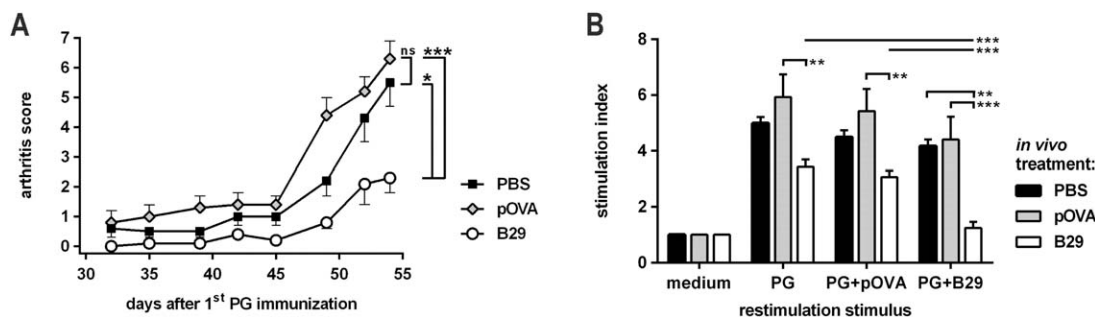 A
arthritis score
7
6
5
4
3
2
1
0
30
35
40
45
50
55
days after 1st PG immunization
ns
***
*
PBS
pOVA
B29
B
stimulation index
8
6
4
2
0
***
***
**
**
**
***
medium
PG
PG+pOVA
PG+B29
restimulation stimulus
in vivo
treatment:
PBS
pOVA
B29